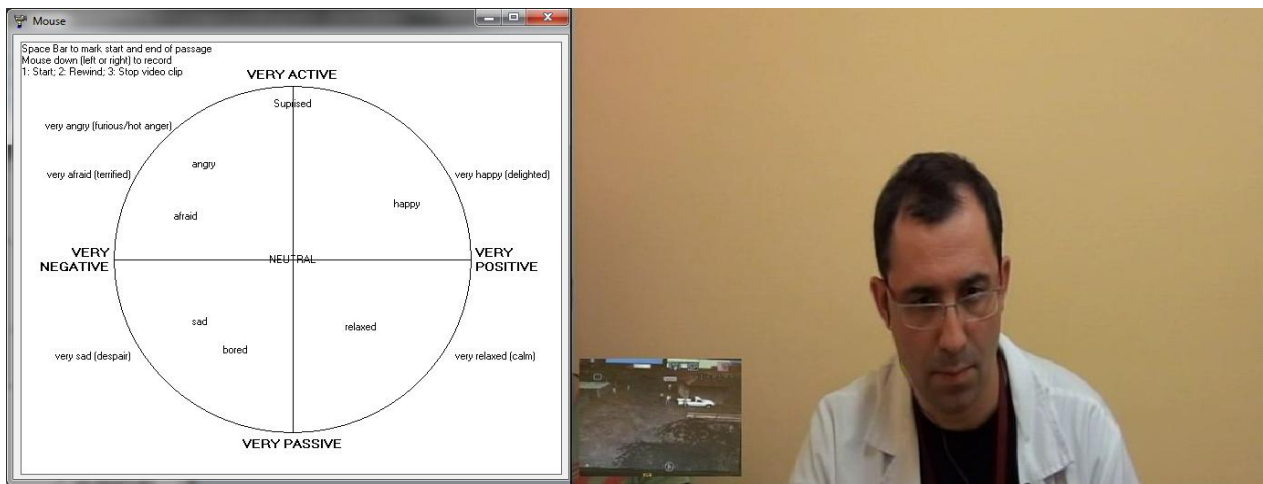 Mouse
Space Bar to mark start and end of passage
Mouse down (left or right) to record
1: Start; 2: Rewind; 3: Stop video clip
VERY ACTIVE
Suprised
very angry (furious/hot anger)
angry
very afraid (terrified)
very happy (delighted)
happy
afraid
VERY
NEGATIVE
NEUTRAL
VERY
POSITIVE
sad
relaxed
bored
very sad (despair)
very relaxed (calm)
VERY PASSIVE